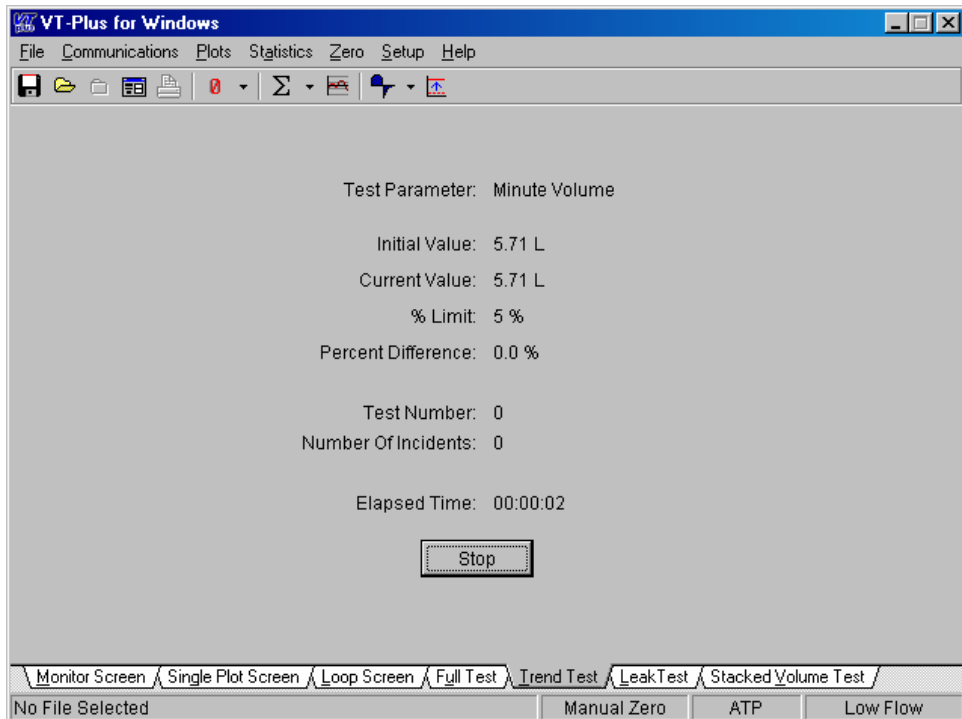 VT-Plus for Windows
File Communications Plots Statistics Zero Setup Help
Test Parameter: Minute Volume
Initial Value: 5.71 L
Current Value: 5.71 L
% Limit: 5 %
Percent Difference: 0.0 %
Test Number: 0
Number Of Incidents: 0
Elapsed Time: 00:00:02
Stop
Monitor Screen Single Plot Screen Loop Screen Full Test Trend Test LeakTest Stacked Volume Test
No File Selected Manual Zero ATP Low Flow